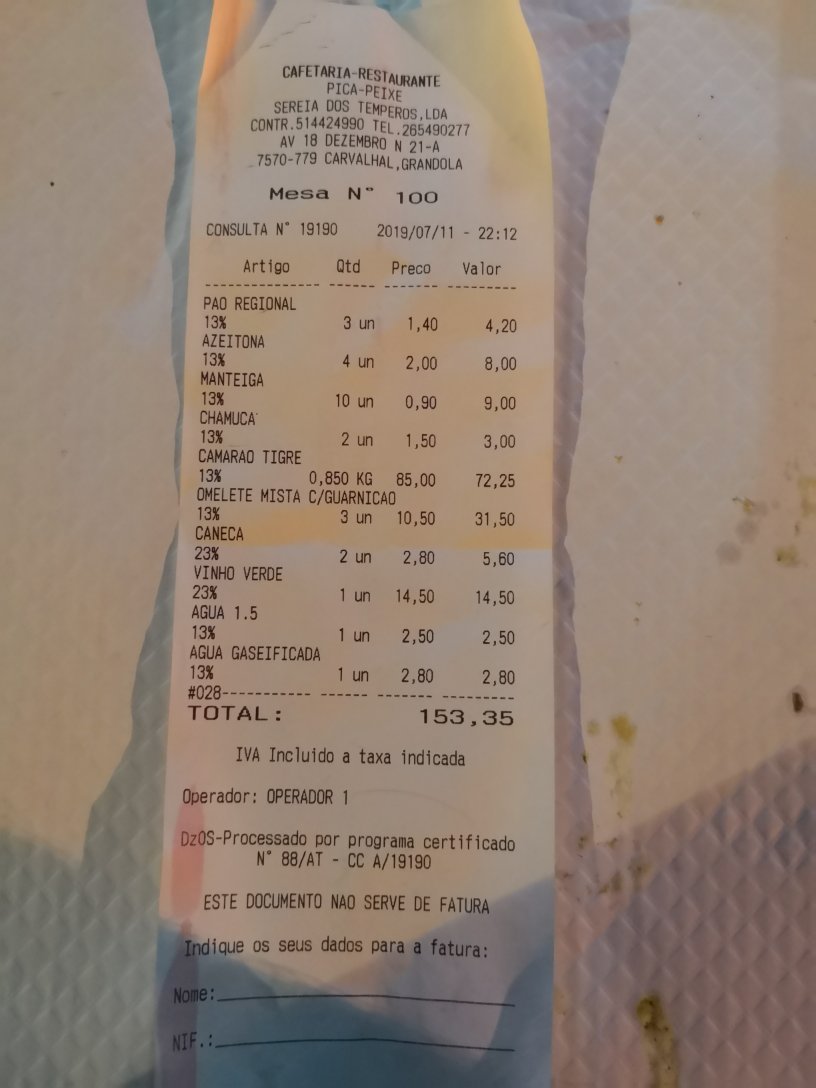 CAFETARIA-RESTAURANTE
PICA-PEIXE
SEREIA DOS TEMPEROS,LDA
CONTR.514424990 TEL.265490277
AV 18 DEZEMBRO N 21-A
7570-779 CARVALHAL,GRANDOLA
Mesa N° 100
CONSULTA N° 19190 2019/07/11 - 22:12
Artigo Qtd Preco Valor
--------------- ------ ------- ---------
PAO REGIONAL
13% 3 un 1,40 4,20
AZEITONA
13% 4 un 2,00 8,00
MANTEIGA
13% 10 un 0,90 9,00
CHAMUCA
13% 2 un 1,50 3,00
CAMARAO TIGRE
13% 0,850 KG 85,00 72,25
OMELETE MISTA C/GUARNICAO
13% 3 un 10,50 31,50
CANECA
23% 2 un 2,80 5,60
VINHO VERDE
23% 1 un 14,50 14,50
AGUA 1.5
13% 1 un 2,50 2,50
AGUA GASEIFICADA
13% 1 un 2,80 2,80
#028----------- ------ ------- ---------
TOTAL: 153,35
IVA Incluido a taxa indicada
Operador: OPERADOR 1
DzOS-Processado por programa certificado
N° 88/AT - CC A/19190
ESTE DOCUMENTO NAO SERVE DE FATURA
Indique os seus dados para a fatura:
Nome:
NIF.: